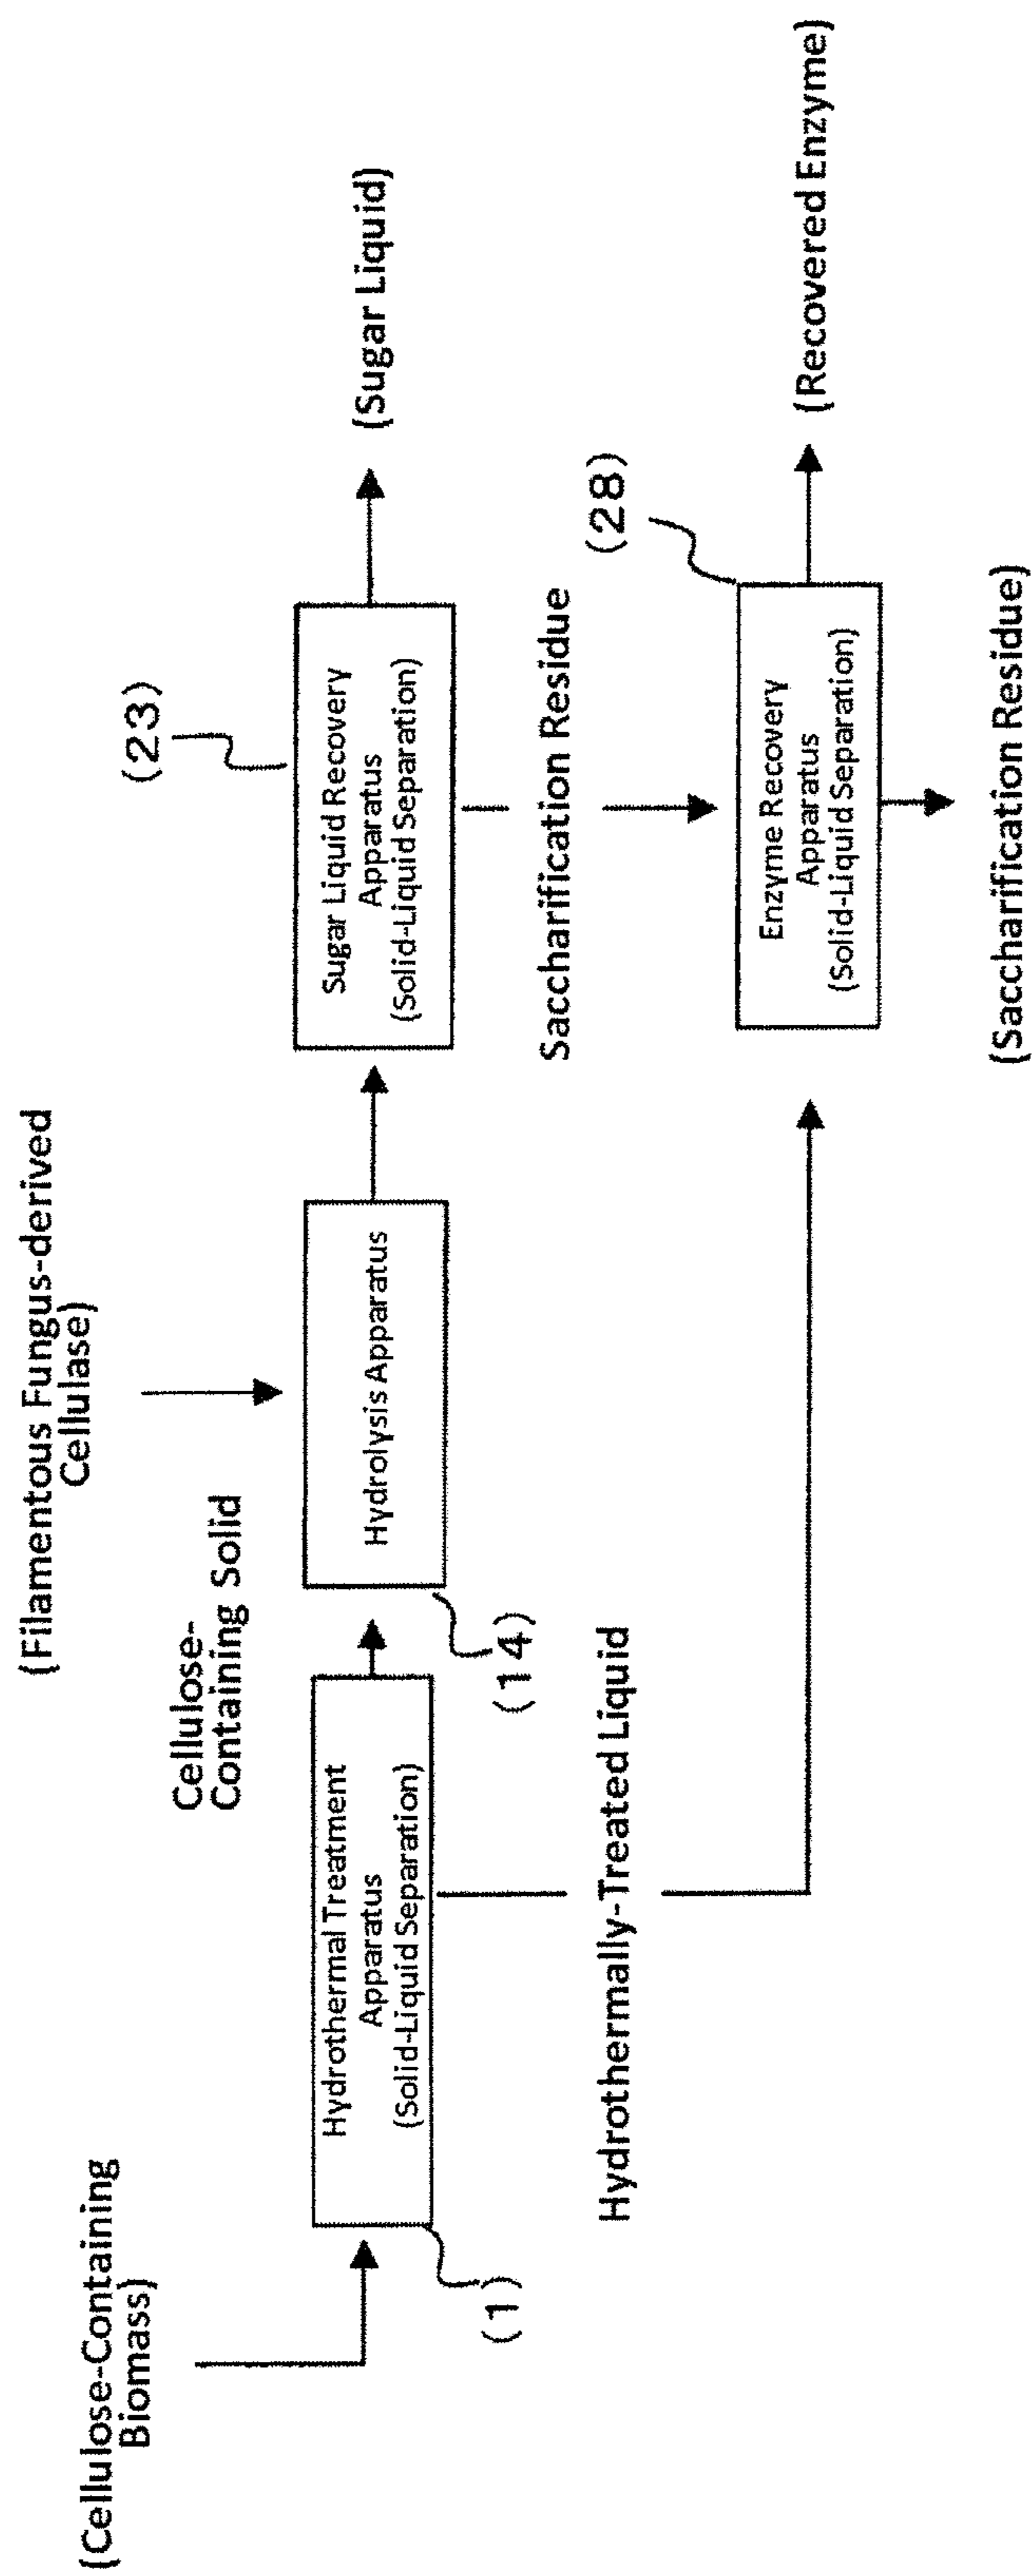 (Cellulose-Containing
Biomass)
Hydrothermal Treatment
Apparatus
(Solid-Liquid Separation)
(1)
Hydrothermally-Treated Liquid
Cellulose-
Containing Solid
(Filamentous Fungus-derived
Cellulase)
Hydrolysis Apparatus
(14)
(23)
Sugar Liquid Recovery
Apparatus
(Solid-Liquid Separation)
(Sugar Liquid)
Saccharification Residue
(28)
Enzyme Recovery
Apparatus
(Solid-Liquid Separation)
(Recovered Enzyme)
(Saccharification Residue)